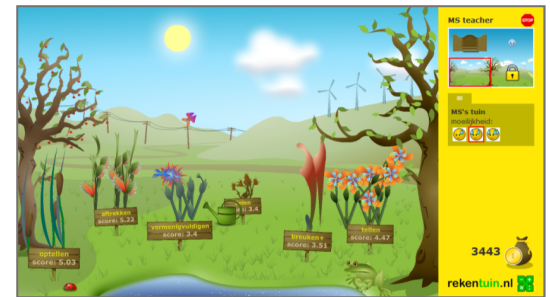 MS teacher
STOP
MS's tuin
moeilijkheid:
aftrekken
score: 5.33
vermenigvuldigen
score: 3.4
3.4
optellen
score: 5.03
breuken
score: 3.51
tellen
score: 4.47
3443
rekentuin.nl